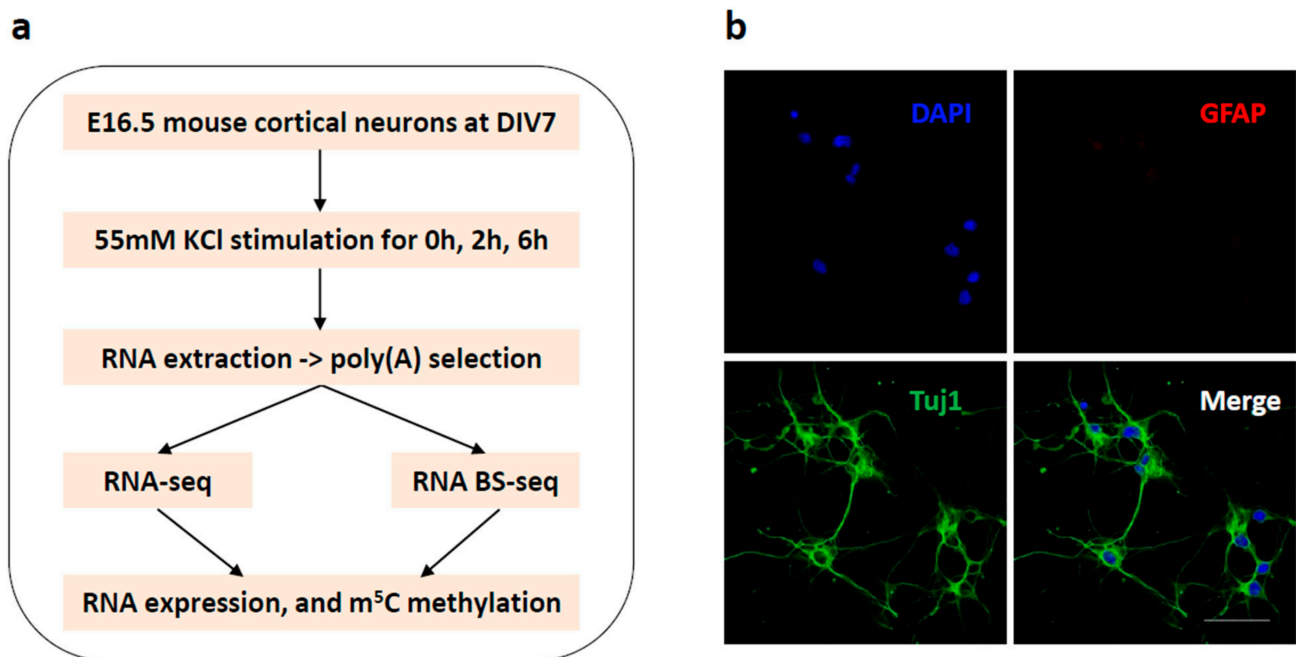 a
E16.5 mouse cortical neurons at DIV7
55mM KCl stimulation for 0h, 2h, 6h
RNA extraction -> poly(A) selection
RNA-seq
RNA BS-seq
RNA expression, and m⁵C methylation
b
DAPI
GFAP
Tuj1
Merge